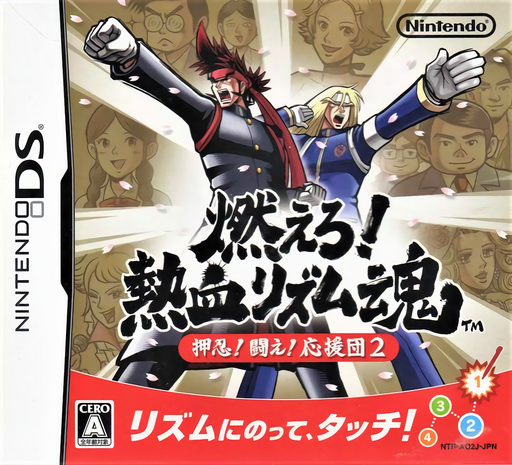 Nintendo
NINTENDO DS
燃えろ!
熱血リズム魂
TM
押忍!闘え!応援団2
リズムにのって、タッチ!
1
2
3
4
CERO
A
全年齢対象
NTR-AO2J-JPN